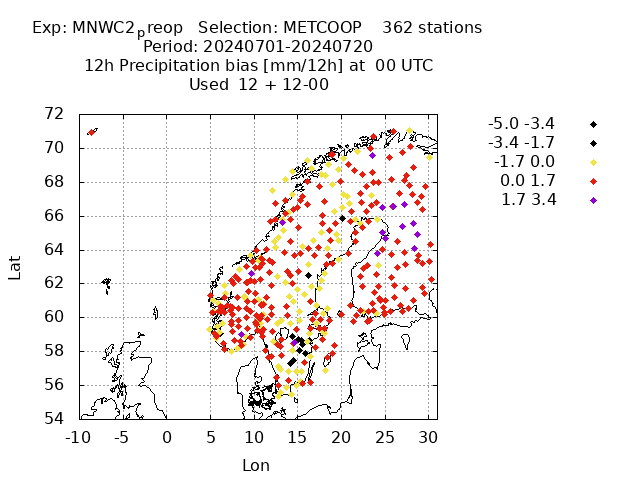 Exp: MNWC2preop Selection: METCOOP 362 stations
Period: 20240701-20240720
12h Precipitation bias [mm/12h] at 00 UTC
Used 12 + 12-00
-5.0 -3.4
-3.4 -1.7
-1.7 0.0
0.0 1.7
1.7 3.4
72
70
68
66
64
62
60
58
56
54
Lat
-10 -5 0 5 10 15 20 25 30
Lon